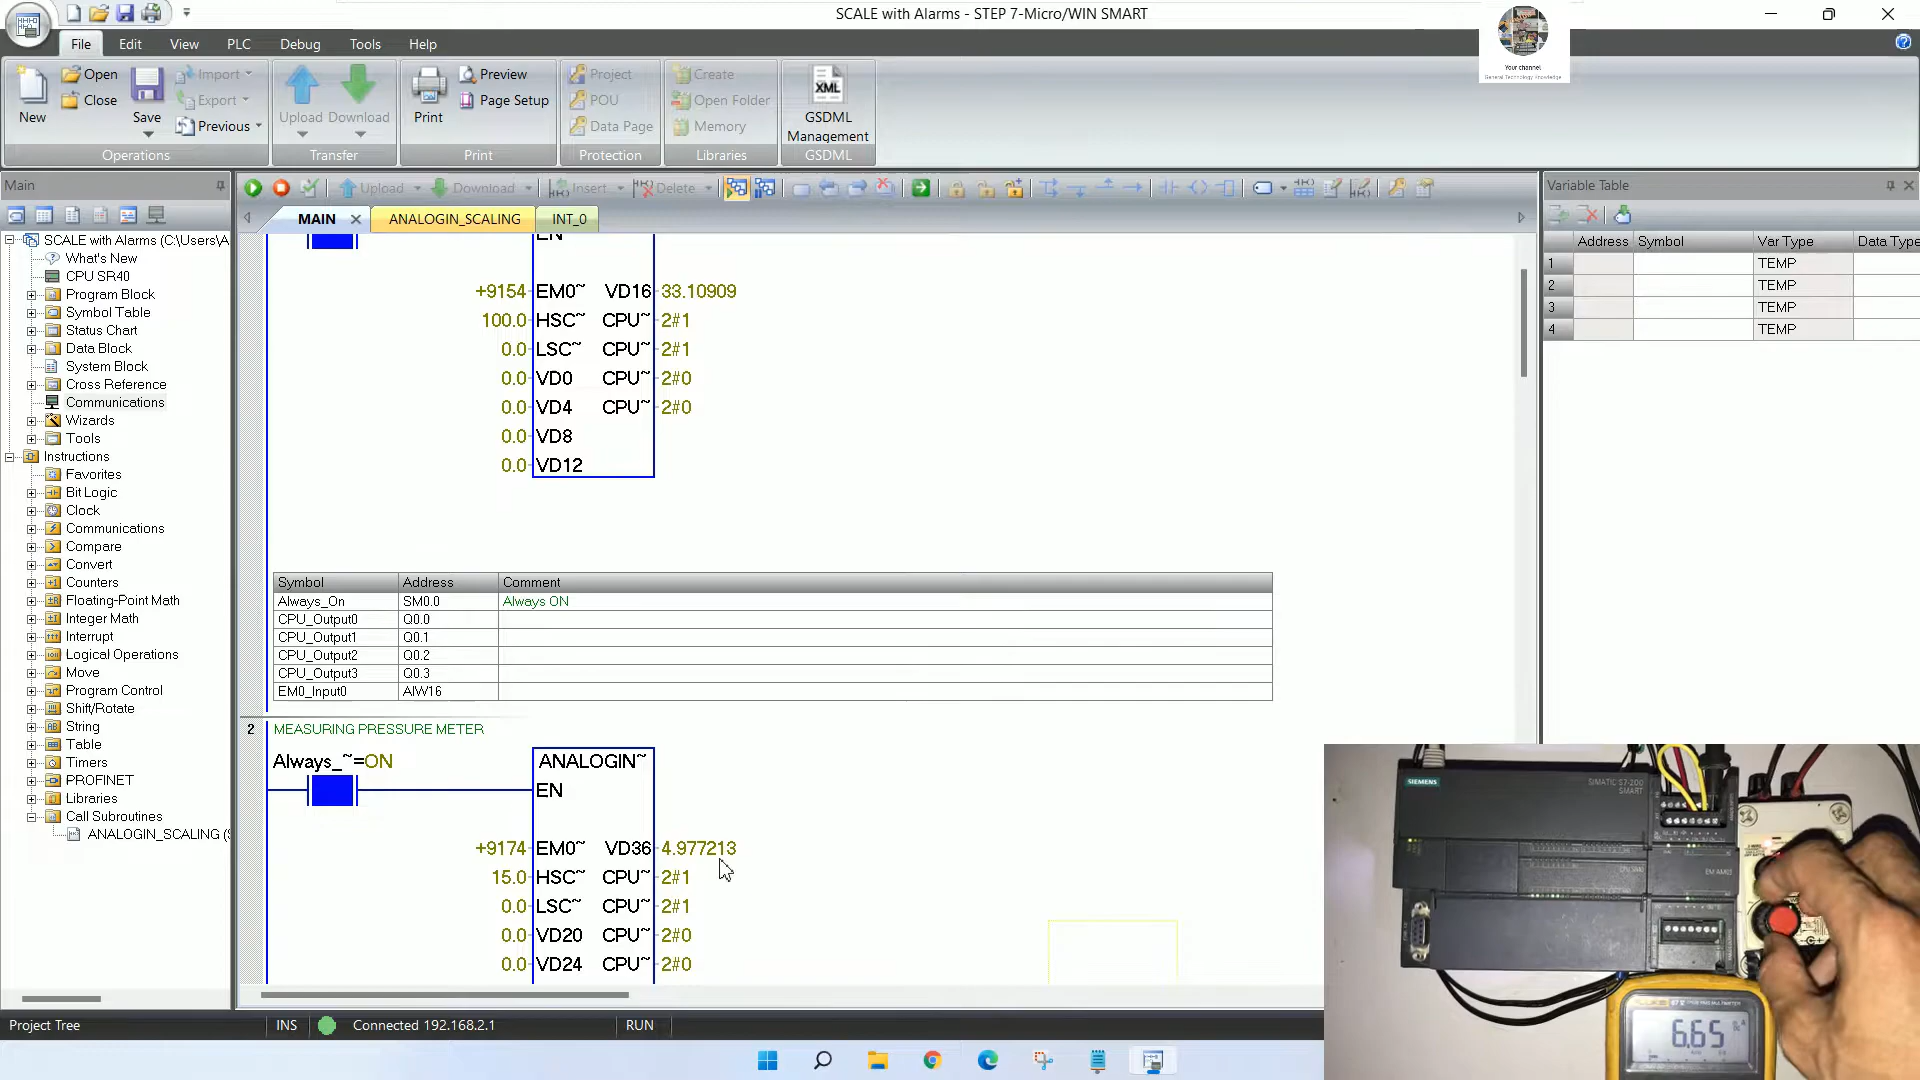 SCALE with Alarms - STEP 7-Micro/WIN SMART
Your channel
General Technology Knowledge
File Edit View PLC Debug Tools Help
New
Open
Close
Save
Import
Export
Previous
Operations
Upload Download
Transfer
Print
Preview
Page Setup
Print
Project
POU
Data Page
Protection
Create
Open Folder
Memory
Libraries
XML
GSDML
Management
GSDML
Main
Upload Download Insert Delete
Variable Table
MAIN ANALOGIN_SCALING INT_0
Address Symbol Var Type Data Type
1 TEMP
2 TEMP
3 TEMP
4 TEMP
SCALE with Alarms (C:\Users\A
What's New
CPU SR40
Program Block
Symbol Table
Status Chart
Data Block
System Block
Cross Reference
Communications
Wizards
Tools
Instructions
Favorites
Bit Logic
Clock
Communications
Compare
Convert
Counters
Floating-Point Math
Integer Math
Interrupt
Logical Operations
Move
Program Control
Shift/Rotate
String
Table
Timers
PROFINET
Libraries
Call Subroutines
ANALOGIN_SCALING (S
EN
+9154 EM0~ VD16 33.10909
100.0 HSC~ CPU~ 2#1
0.0 LSC~ CPU~ 2#1
0.0 VD0 CPU~ 2#0
0.0 VD4 CPU~ 2#0
0.0 VD8
0.0 VD12
Symbol Address Comment
Always_On SM0.0 Always ON
CPU_Output0 Q0.0
CPU_Output1 Q0.1
CPU_Output2 Q0.2
CPU_Output3 Q0.3
EM0_Input0 AIW16
2 MEASURING PRESSURE METER
Always_~=ON ANALOGIN~
EN
+9174 EM0~ VD36 4.977213
15.0 HSC~ CPU~ 2#1
0.0 LSC~ CPU~ 2#1
0.0 VD20 CPU~ 2#0
0.0 VD24 CPU~ 2#0
SIEMENS
SIMATIC S7-200
SMART
6.65
Project Tree INS Connected 192.168.2.1 RUN